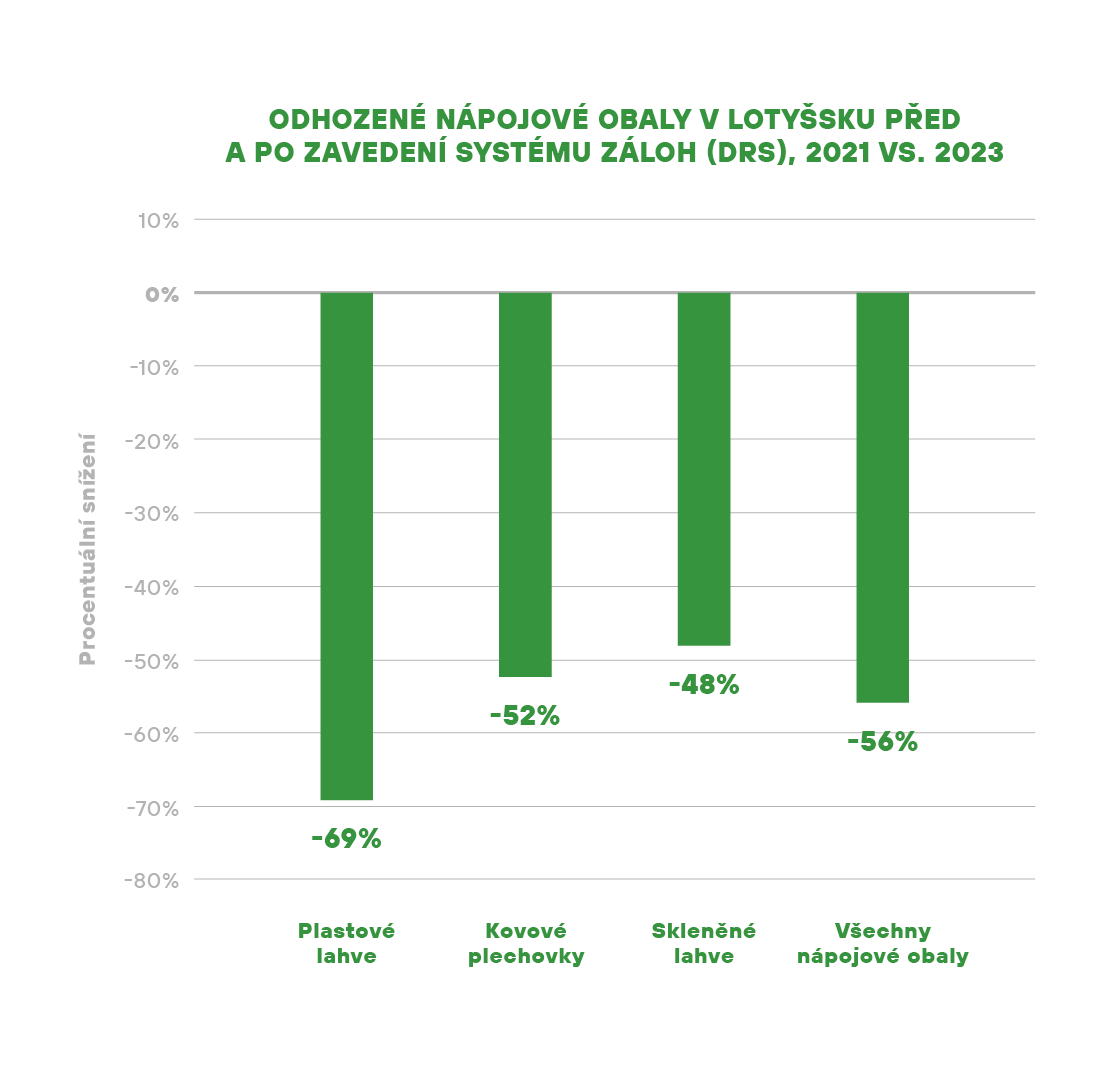 ODHOZENÉ NÁPOJOVÉ OBALY V LOTYŠSKU PŘED
A PO ZAVEDENÍ SYSTÉMU ZÁLOH (DRS), 2021 VS. 2023
10%
0%
-10%
-20%
-30%
-40%
-50%
-60%
-70%
-80%
Procentuální snížení
-69%
-52%
-48%
-56%
Plastové
lahve
Kovové
plechovky
Skleněné
lahve
Všechny
nápojové obaly